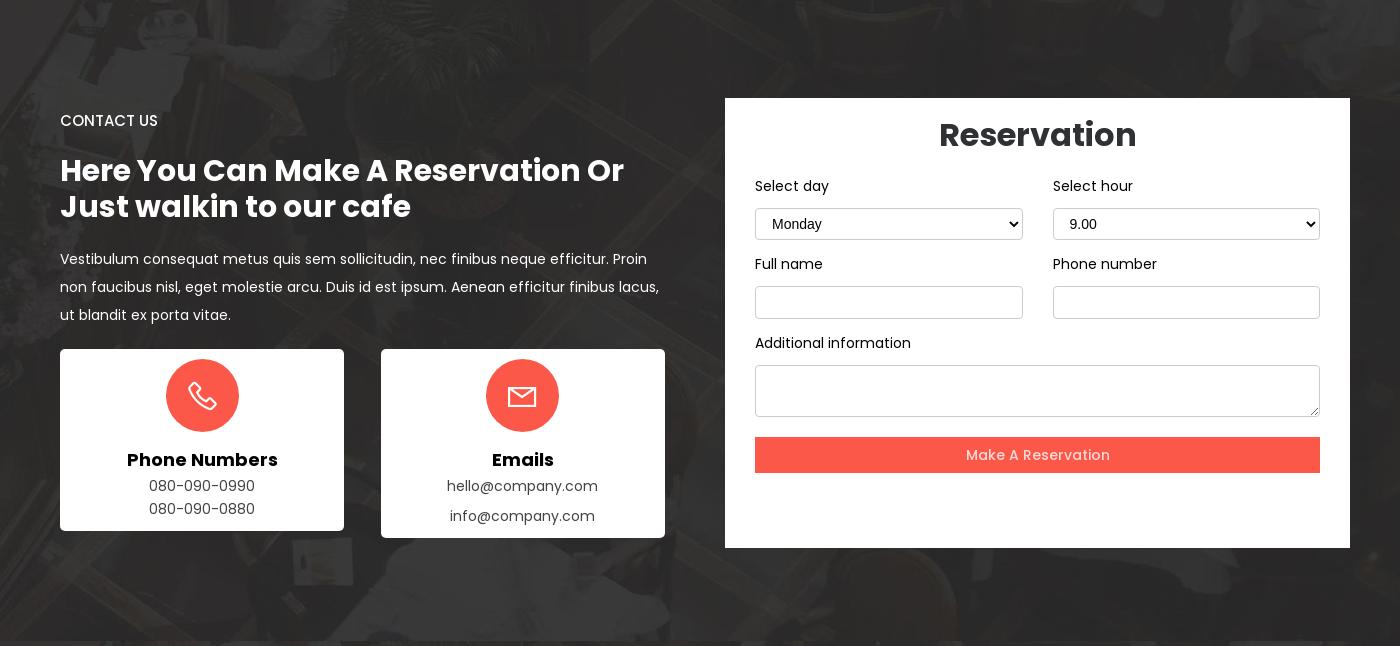 CONTACT US
Here You Can Make A Reservation Or
Just walkin to our cafe
Vestibulum consequat metus quis sem sollicitudin, nec finibus neque efficitur. Proin
non faucibus nisl, eget molestie arcu. Duis id est ipsum. Aenean efficitur finibus lacus,
ut blandit ex porta vitae.
Phone Numbers
080-090-0990
080-090-0880
Emails
hello@company.com
info@company.com
Reservation
Select day
Select hour
Monday
9.00
Full name
Phone number
Additional information
Make A Reservation